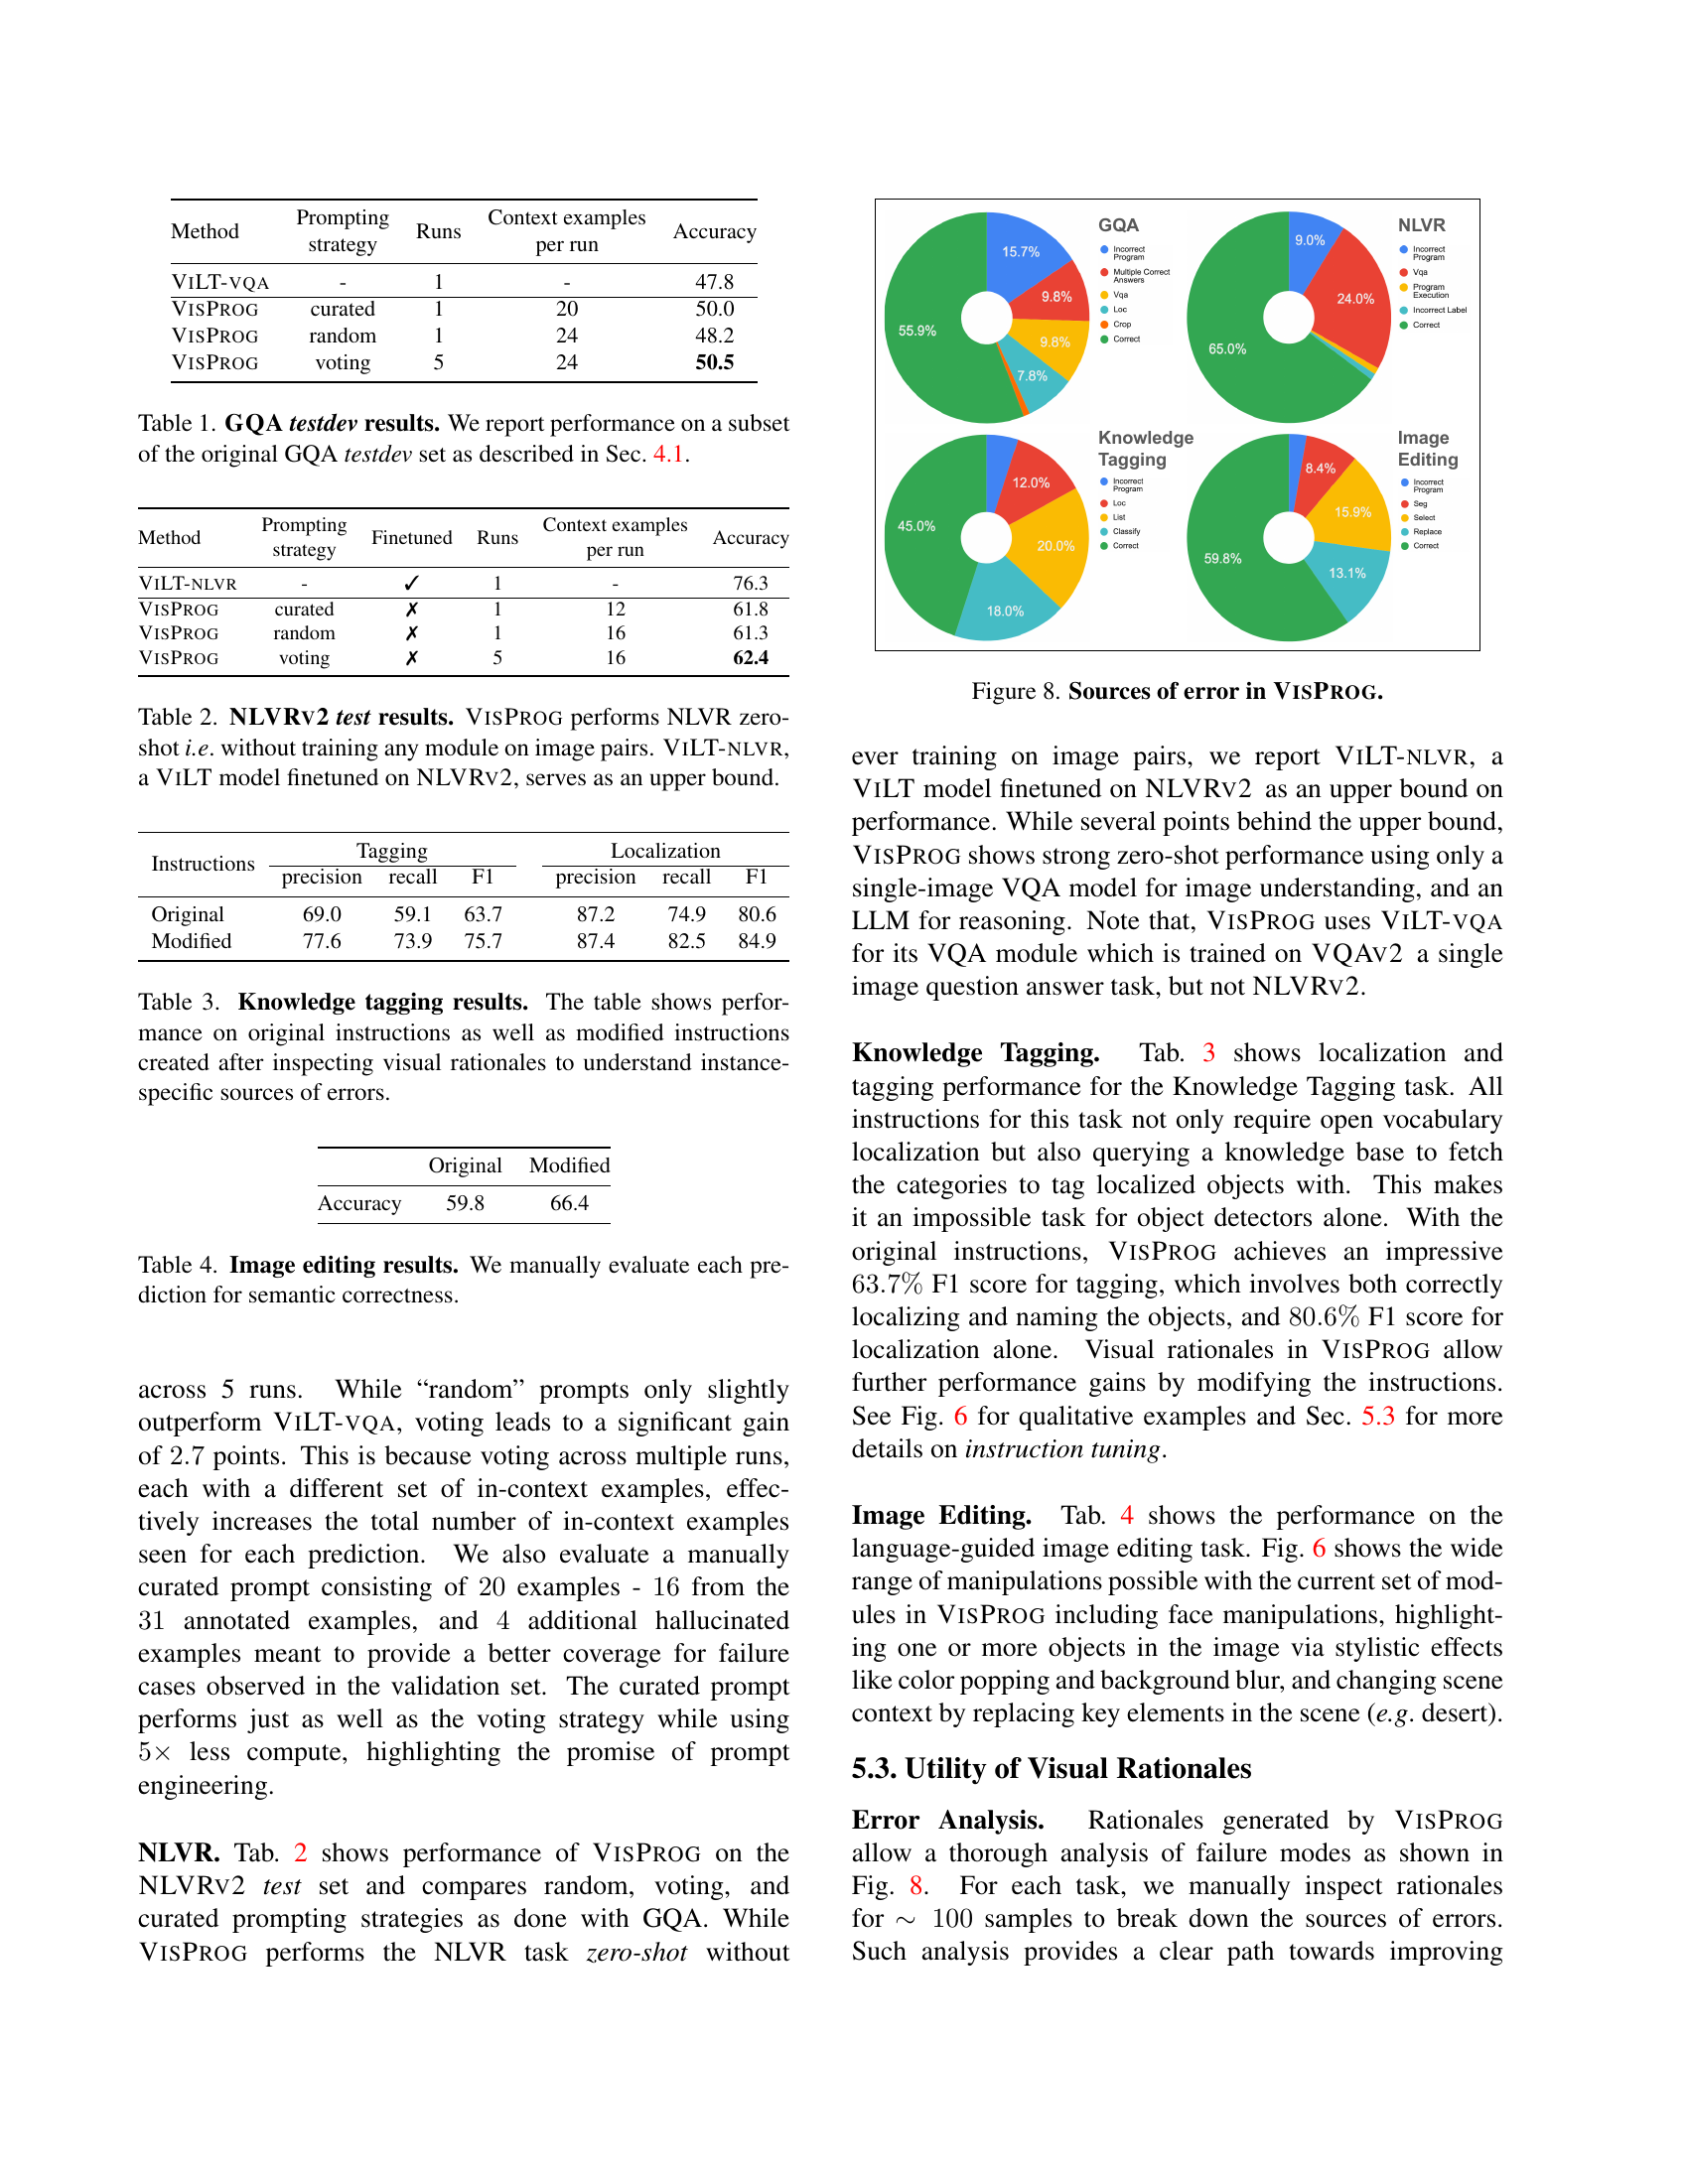 Method Prompting strategy Runs Context examples per run Accuracy
VILT-VQA - 1 - 47.8
VISPROG curated 1 20 50.0
VISPROG random 1 24 48.2
VISPROG voting 5 24 50.5
Table 1. GQA testdev results. We report performance on a subset
of the original GQA testdev set as described in Sec. 4.1.
Method Prompting strategy Finetuned Runs Context examples per run Accuracy
VILT-NLVR - ✓ 1 - 76.3
VISPROG curated ✗ 1 12 61.8
VISPROG random ✗ 1 16 61.3
VISPROG voting ✗ 5 16 62.4
Table 2. NLVRV2 test results. VISPROG performs NLVR zero-
shot i.e. without training any module on image pairs. VILT-NLVR,
a VILT model finetuned on NLVRV2, serves as an upper bound.
Instructions Tagging Localization
precision recall F1 precision recall F1
Original 69.0 59.1 63.7 87.2 74.9 80.6
Modified 77.6 73.9 75.7 87.4 82.5 84.9
Table 3. Knowledge tagging results. The table shows perfor-
mance on original instructions as well as modified instructions
created after inspecting visual rationales to understand instance-
specific sources of errors.
Original Modified
Accuracy 59.8 66.4
Table 4. Image editing results. We manually evaluate each pre-
diction for semantic correctness.
across 5 runs. While “random” prompts only slightly
outperform VILT-VQA, voting leads to a significant gain
of 2.7 points. This is because voting across multiple runs,
each with a different set of in-context examples, effec-
tively increases the total number of in-context examples
seen for each prediction. We also evaluate a manually
curated prompt consisting of 20 examples - 16 from the
31 annotated examples, and 4 additional hallucinated
examples meant to provide a better coverage for failure
cases observed in the validation set. The curated prompt
performs just as well as the voting strategy while using
5× less compute, highlighting the promise of prompt
engineering.
NLVR. Tab. 2 shows performance of VISPROG on the
NLVRV2 test set and compares random, voting, and
curated prompting strategies as done with GQA. While
VISPROG performs the NLVR task zero-shot without
GQA
Incorrect
Program
Multiple Correct
Answers
Vqa
Loc
Crop
Correct
15.7%
9.8%
9.8%
7.8%
55.9%
NLVR
Incorrect
Program
Vqa
Program
Execution
Incorrect Label
Correct
9.0%
24.0%
65.0%
Knowledge
Tagging
Incorrect
Program
Loc
List
Classify
Correct
12.0%
20.0%
18.0%
45.0%
Image
Editing
Incorrect
Program
Seg
Select
Replace
Correct
8.4%
15.9%
13.1%
59.8%
Figure 8. Sources of error in VISPROG.
ever training on image pairs, we report VILT-NLVR, a
VILT model finetuned on NLVRV2 as an upper bound on
performance. While several points behind the upper bound,
VISPROG shows strong zero-shot performance using only a
single-image VQA model for image understanding, and an
LLM for reasoning. Note that, VISPROG uses VILT-VQA
for its VQA module which is trained on VQAV2 a single
image question answer task, but not NLVRV2.
Knowledge Tagging. Tab. 3 shows localization and
tagging performance for the Knowledge Tagging task. All
instructions for this task not only require open vocabulary
localization but also querying a knowledge base to fetch
the categories to tag localized objects with. This makes
it an impossible task for object detectors alone. With the
original instructions, VISPROG achieves an impressive
63.7% F1 score for tagging, which involves both correctly
localizing and naming the objects, and 80.6% F1 score for
localization alone. Visual rationales in VISPROG allow
further performance gains by modifying the instructions.
See Fig. 6 for qualitative examples and Sec. 5.3 for more
details on instruction tuning.
Image Editing. Tab. 4 shows the performance on the
language-guided image editing task. Fig. 6 shows the wide
range of manipulations possible with the current set of mod-
ules in VISPROG including face manipulations, highlight-
ing one or more objects in the image via stylistic effects
like color popping and background blur, and changing scene
context by replacing key elements in the scene (e.g. desert).
5.3. Utility of Visual Rationales
Error Analysis. Rationales generated by VISPROG
allow a thorough analysis of failure modes as shown in
Fig. 8. For each task, we manually inspect rationales
for ∼ 100 samples to break down the sources of errors.
Such analysis provides a clear path towards improving